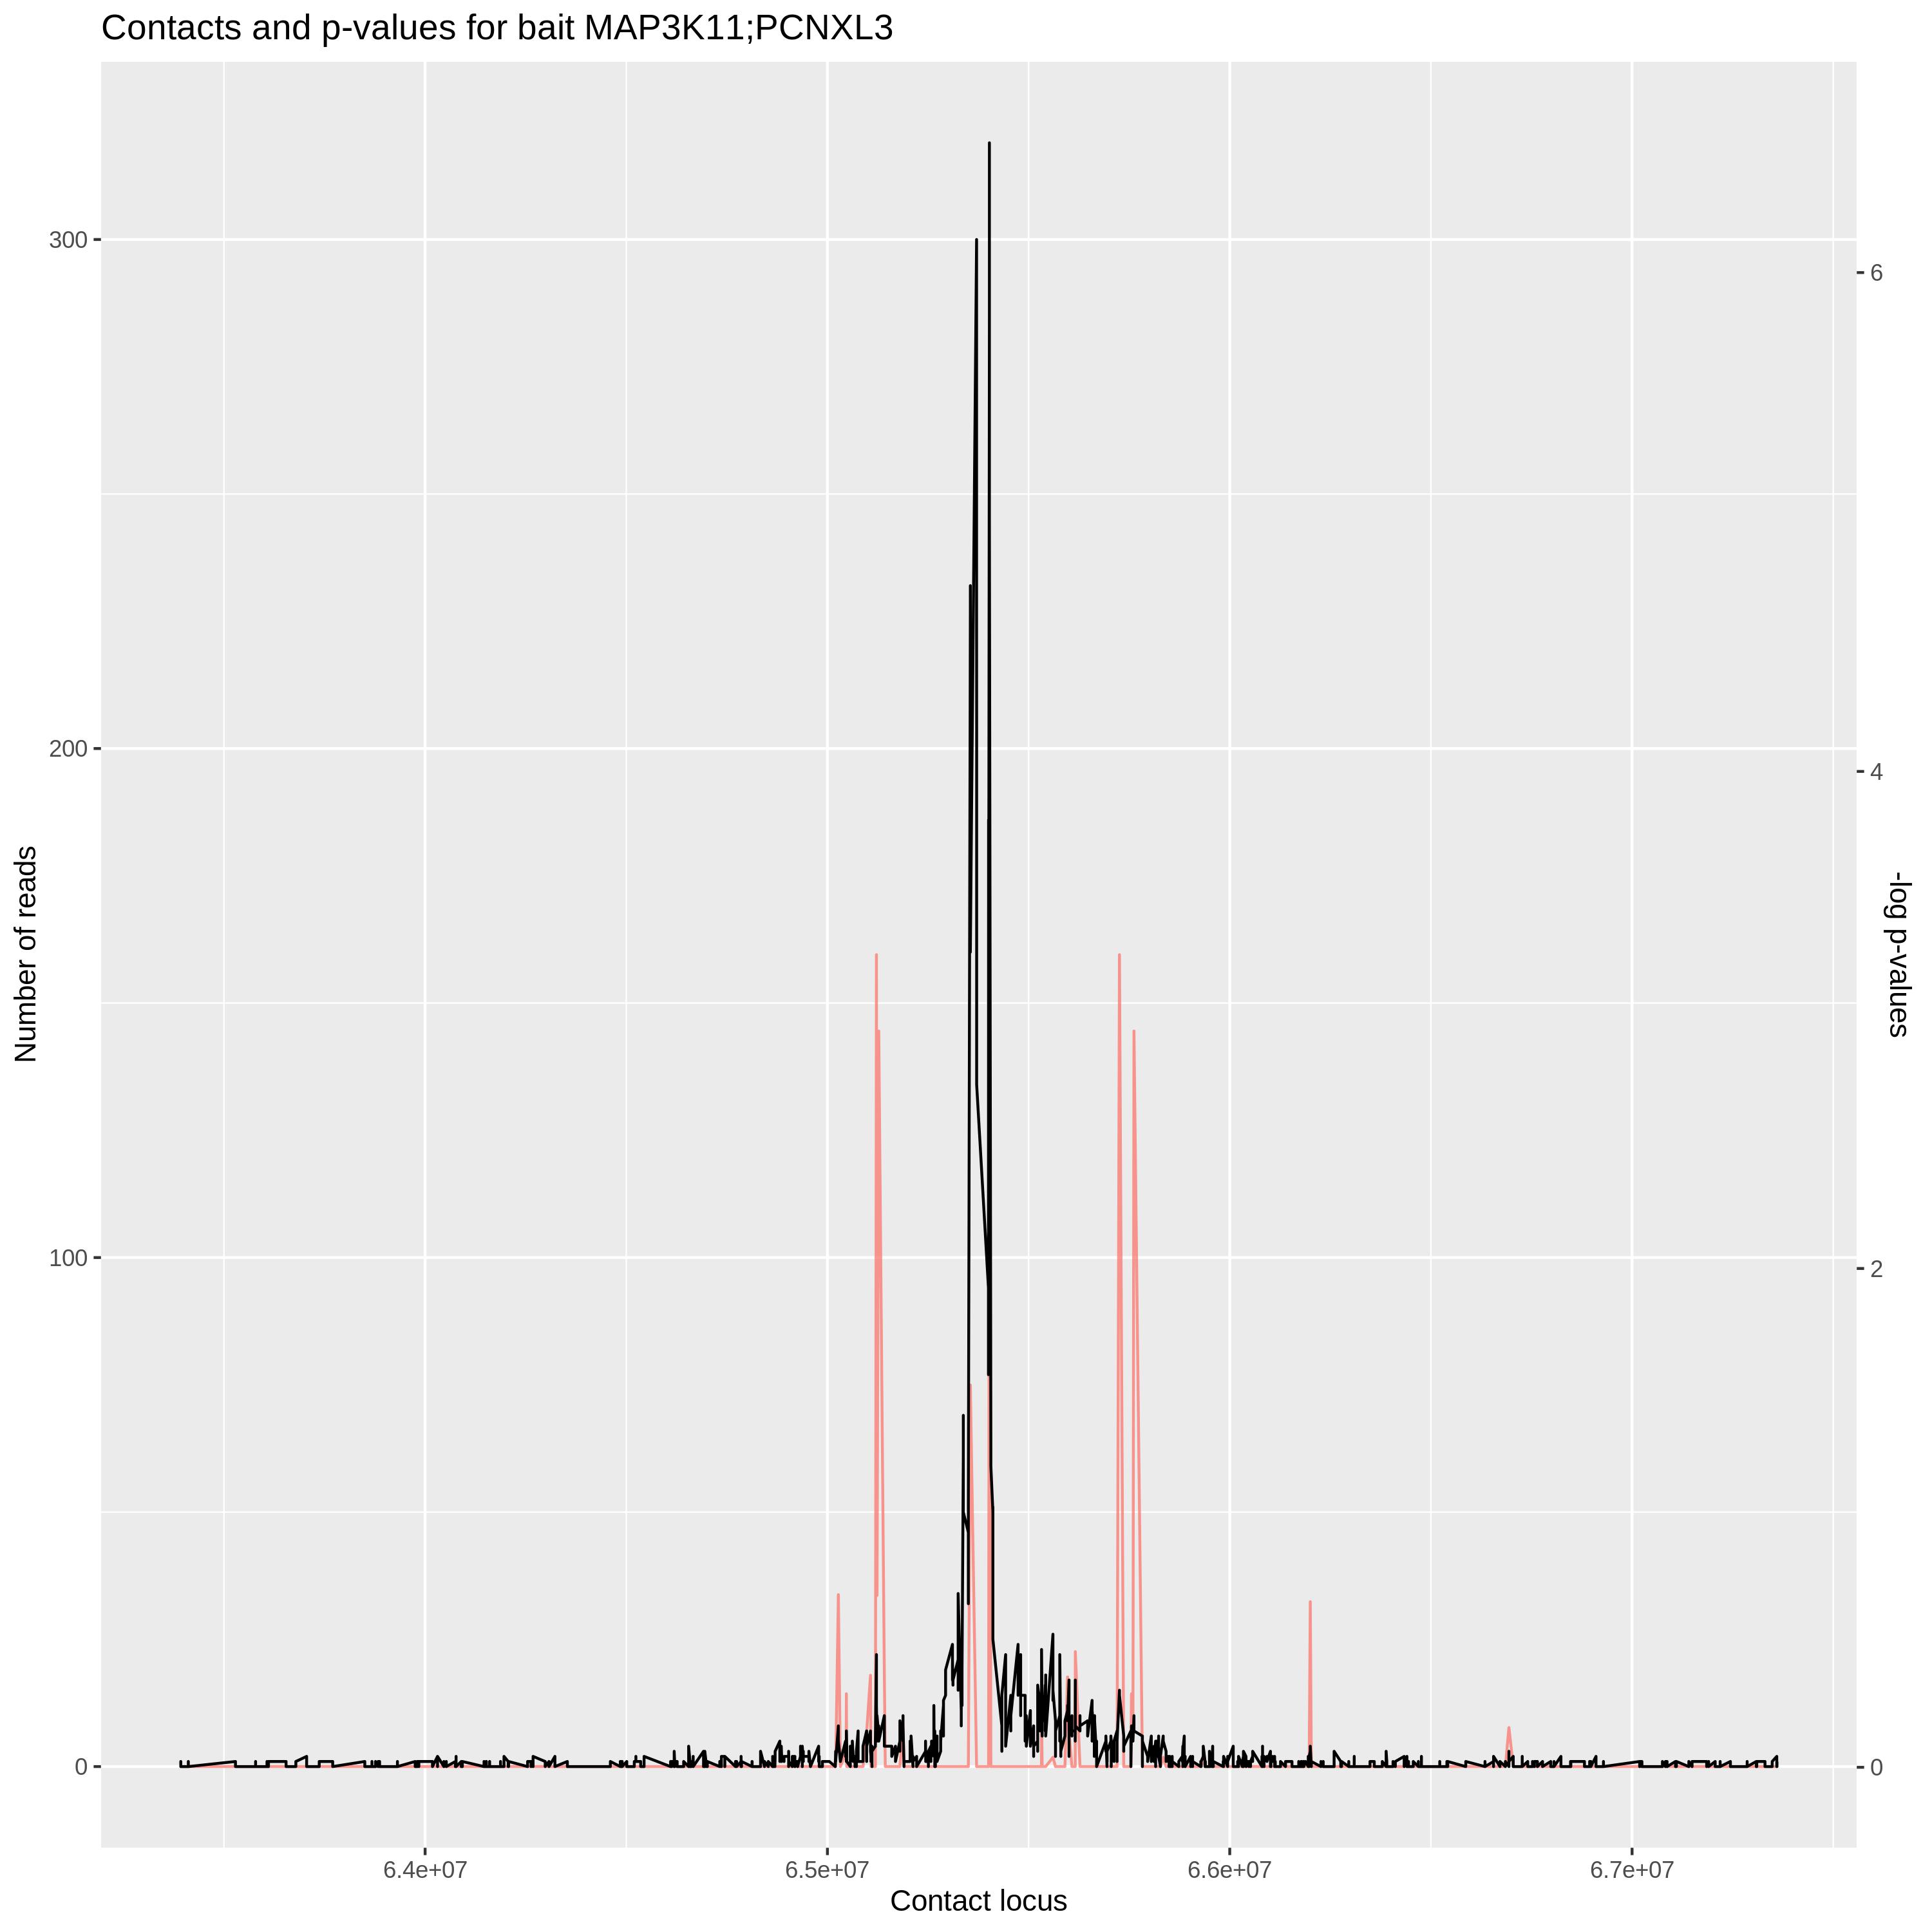 Contacts and p-values for bait MAP3K11;PCNXL3
300
200
100
0
Number of reads
6
4
2
0
-log p-values
6.4e+07
6.5e+07
6.6e+07
6.7e+07
Contact locus